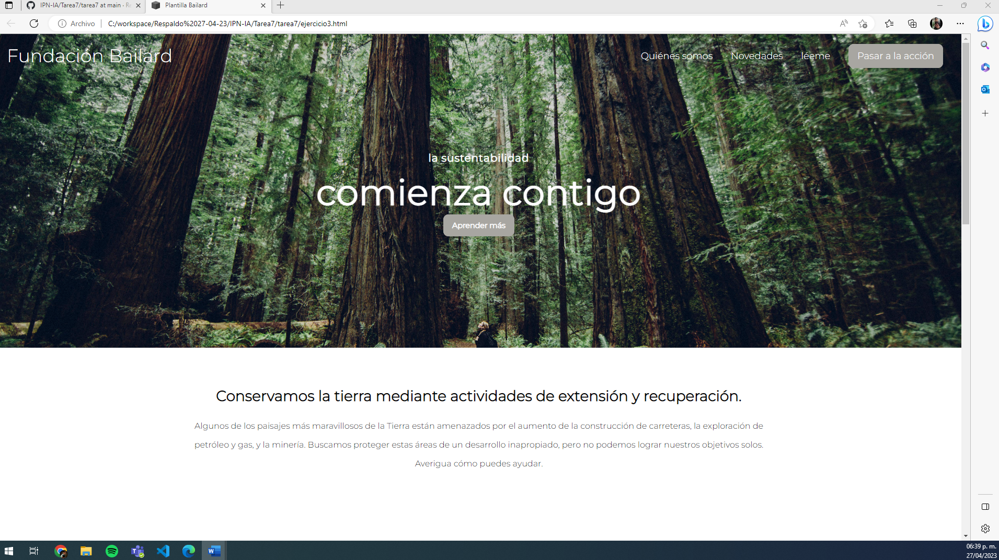 IPN-IA/Tarea7/tarea7 at main · Re
Plantilla Bailard
Archivo
C:/workspace/Respaldo%2027-04-23/IPN-IA/Tarea7/tarea7/ejercicio3.html
Fundación Bailard
Quiénes somos
Novedades
léeme
Pasar a la acción
la sustentabilidad
comienza contigo
Aprender más
Conservamos la tierra mediante actividades de extensión y recuperación.
Algunos de los paisajes más maravillosos de la Tierra están amenazados por el aumento de la construcción de carreteras, la exploración de
petróleo y gas, y la minería. Buscamos proteger estas áreas de un desarrollo inapropiado, pero no podemos lograr nuestros objetivos solos.
Averigua cómo puedes ayudar.
06:39 p. m.
27/04/2023